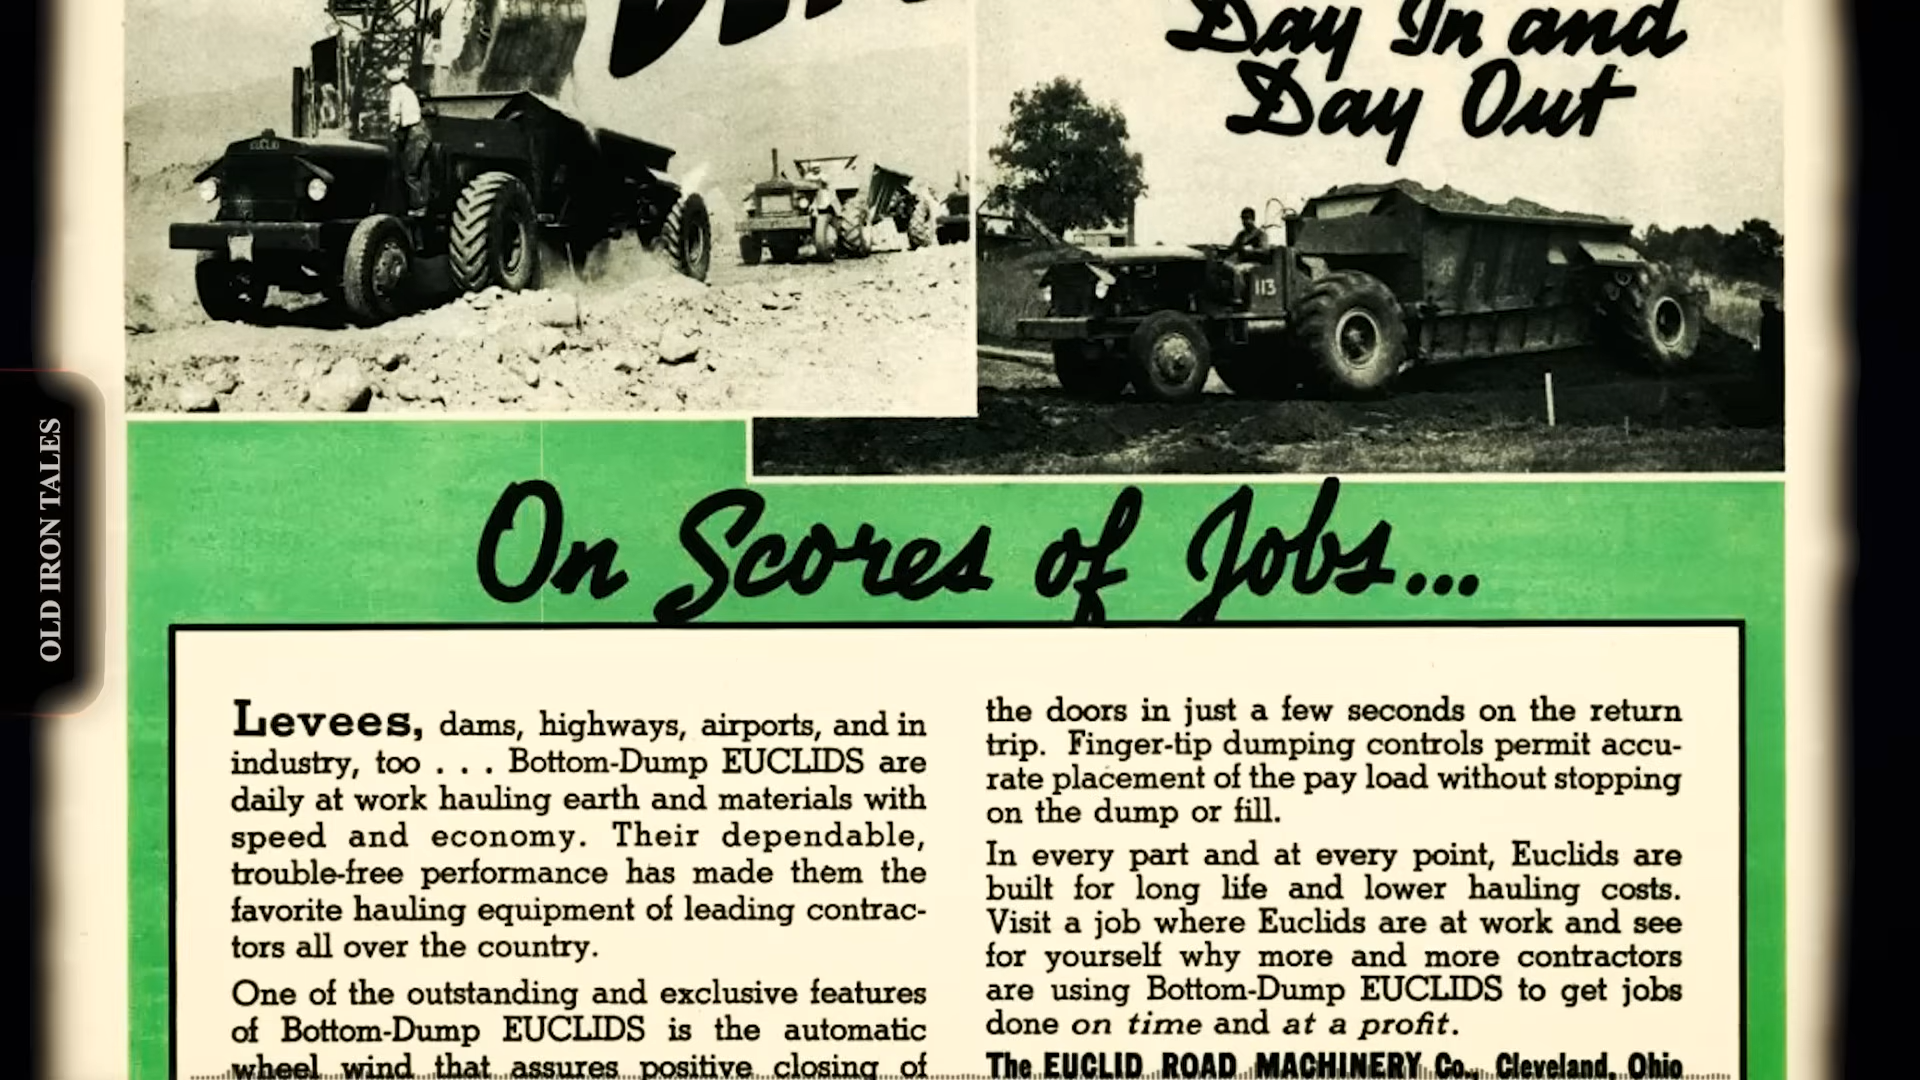 Day In and
Day Out
EUCLID
113
OLD IRON TALES
On Scores of Jobs...
Levees, dams, highways, airports, and in
industry, too . . . Bottom-Dump EUCLIDS are
daily at work hauling earth and materials with
speed and economy. Their dependable,
trouble-free performance has made them the
favorite hauling equipment of leading contrac-
tors all over the country.
One of the outstanding and exclusive features
of Bottom-Dump EUCLIDS is the automatic
wheel wind that assures positive closing of
the doors in just a few seconds on the return
trip. Finger-tip dumping controls permit accu-
rate placement of the pay load without stopping
on the dump or fill.
In every part and at every point, Euclids are
built for long life and lower hauling costs.
Visit a job where Euclids are at work and see
for yourself why more and more contractors
are using Bottom-Dump EUCLIDS to get jobs
done on time and at a profit.
The EUCLID ROAD MACHINERY Co., Cleveland, Ohio